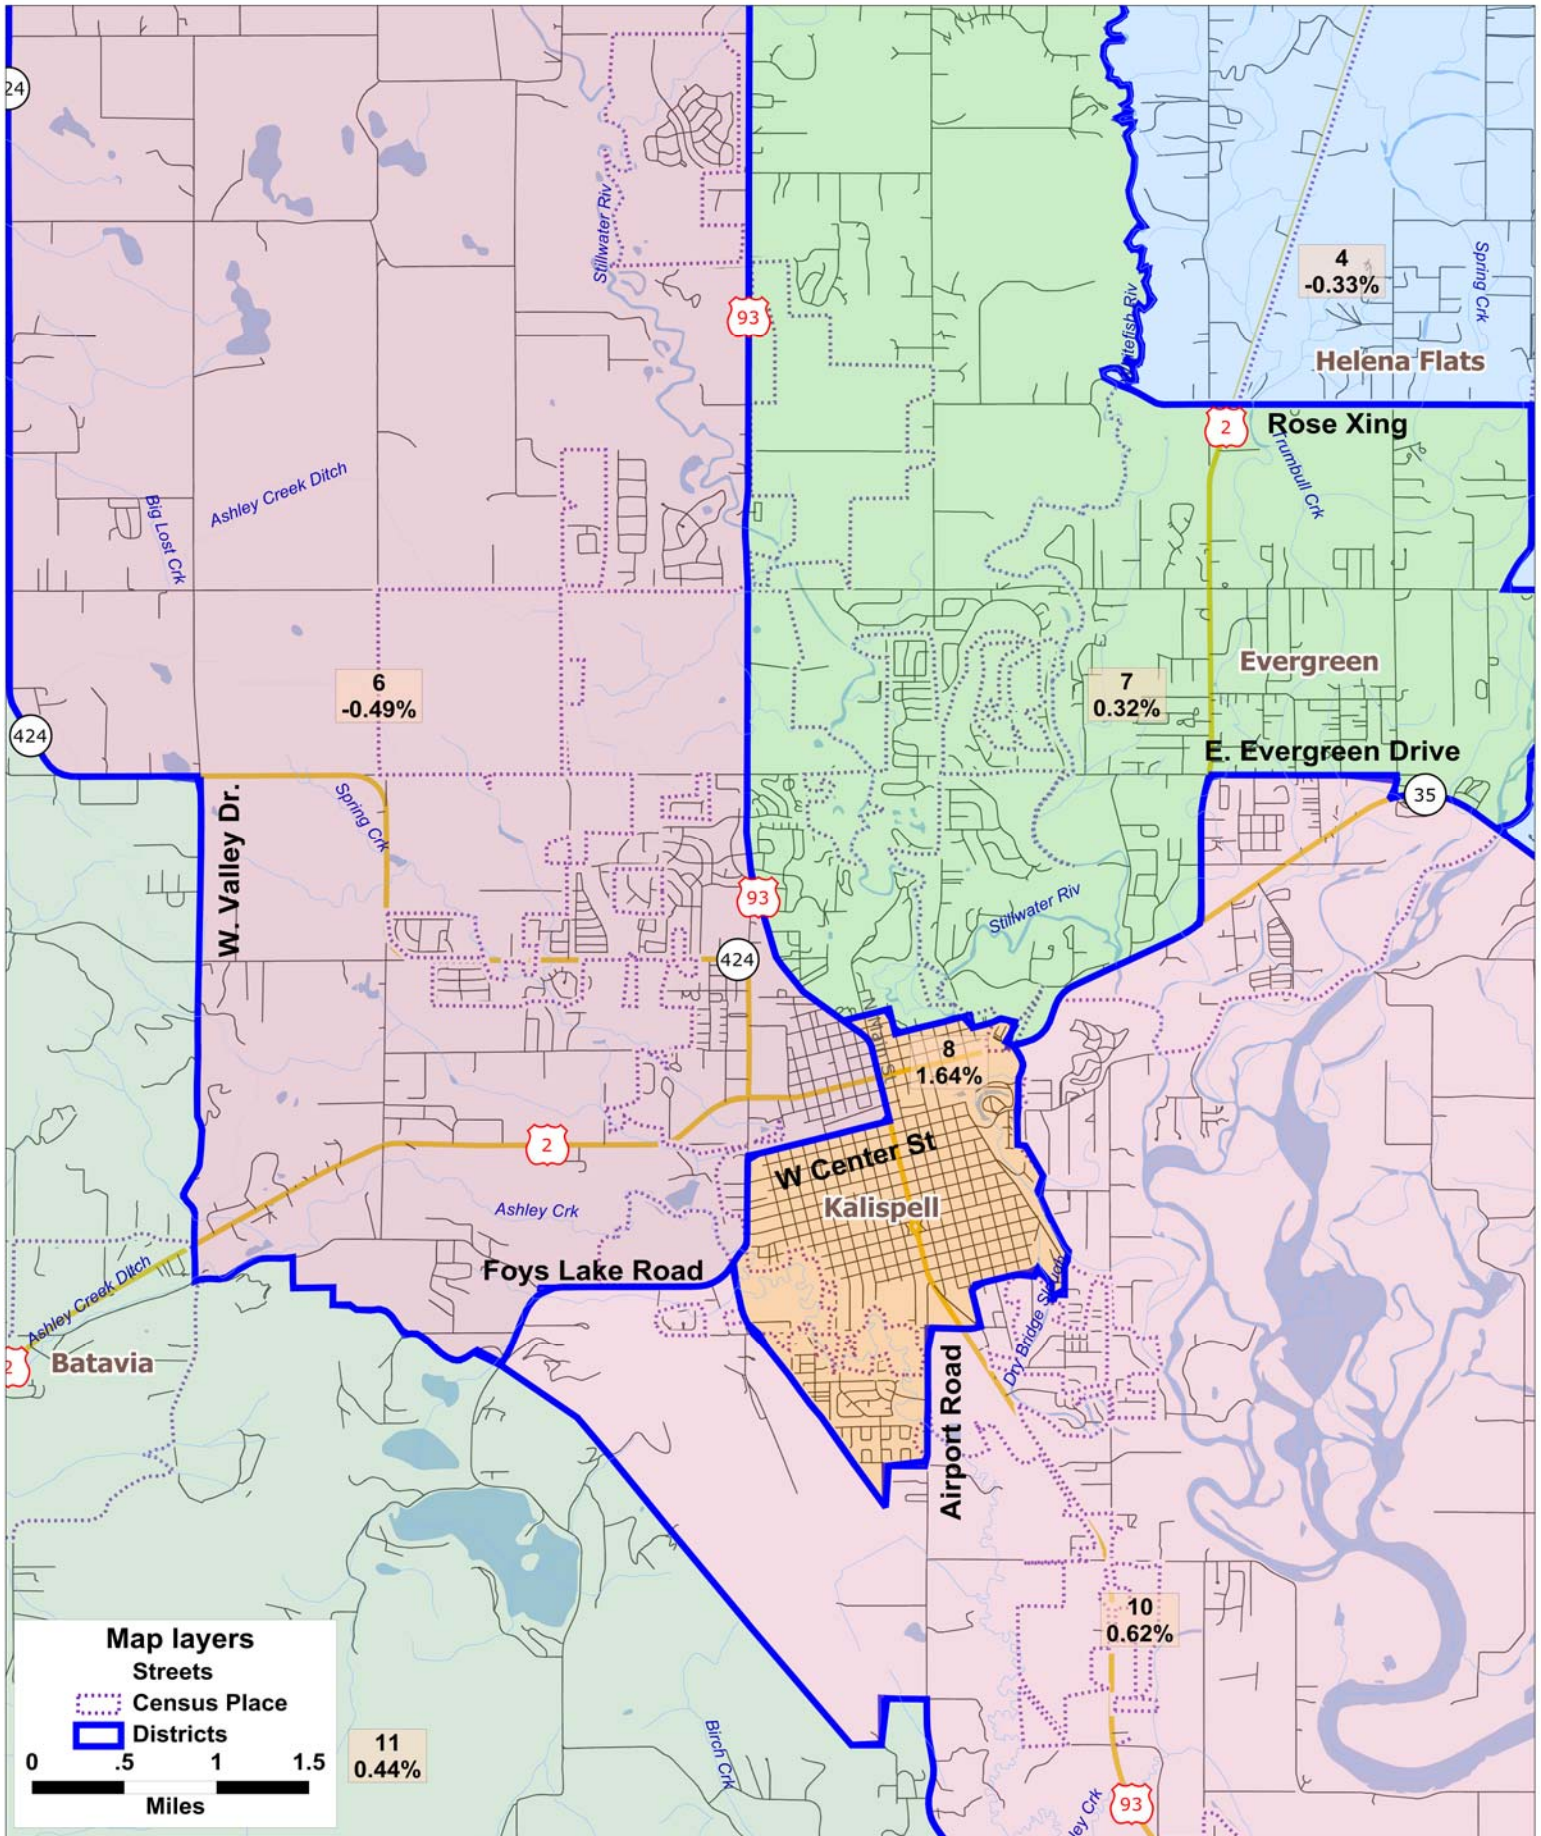 24
Stillwater Riv
4
-0.33%
Spring Crk
93
Helena Flats
2
Rose Xing
Trumbull Crk
Ashley Creek Ditch
Big Lost Crk
6
-0.49%
7
0.32%
Evergreen
424
E. Evergreen Drive
35
W. Valley Dr.
Spring Crk
93
Stillwater Riv
424
N Main St
8
1.64%
2
W Center St
Kalispell
Ashley Crk
Foys Lake Road
Ashley Creek Ditch
2
Batavia
Dry Bridge Slough
Airport Road
10
0.62%
Map layers
Streets
Census Place
Districts
0 .5 1 1.5
Miles
11
0.44%
Birch Crk
93